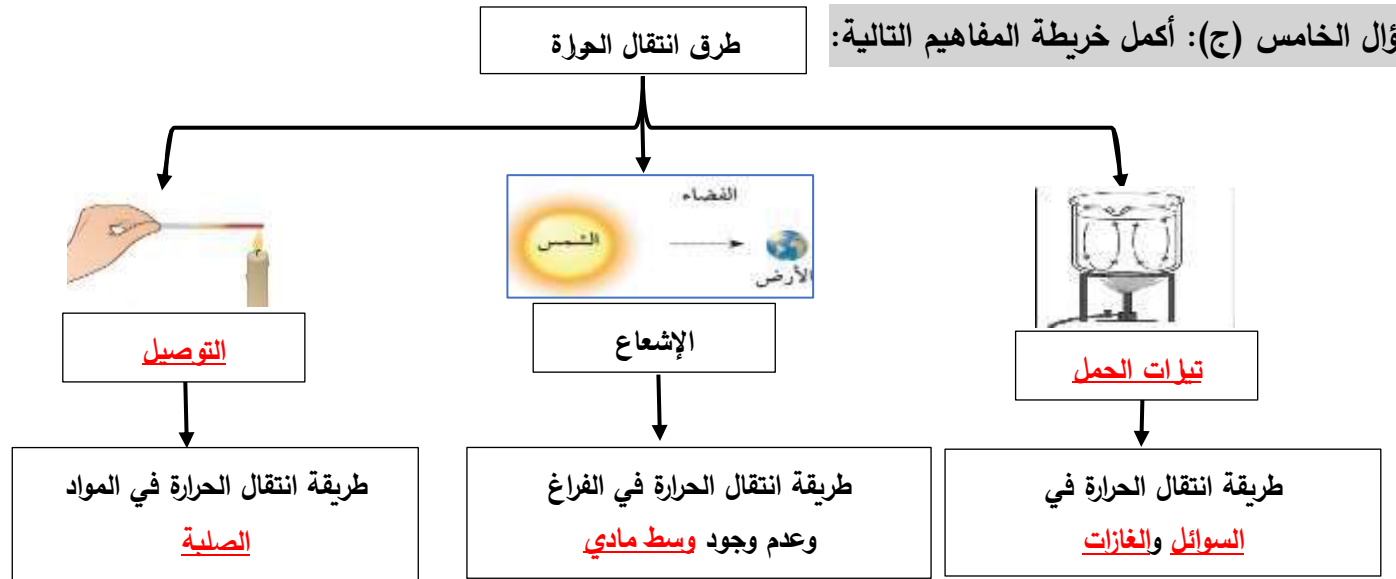 ؤال الخامس (ج): أكمل خريطة المفاهيم التالية:
طرق انتقال الحرارة
الفضاء
الشمس
الأرض
تيارات الحمل
الإشعاع
التوصيل
طريقة انتقال الحرارة في
السوائل والغازات
طريقة انتقال الحرارة في الفراغ
وعدم وجود وسط مادي
طريقة انتقال الحرارة في المواد
الصلبة